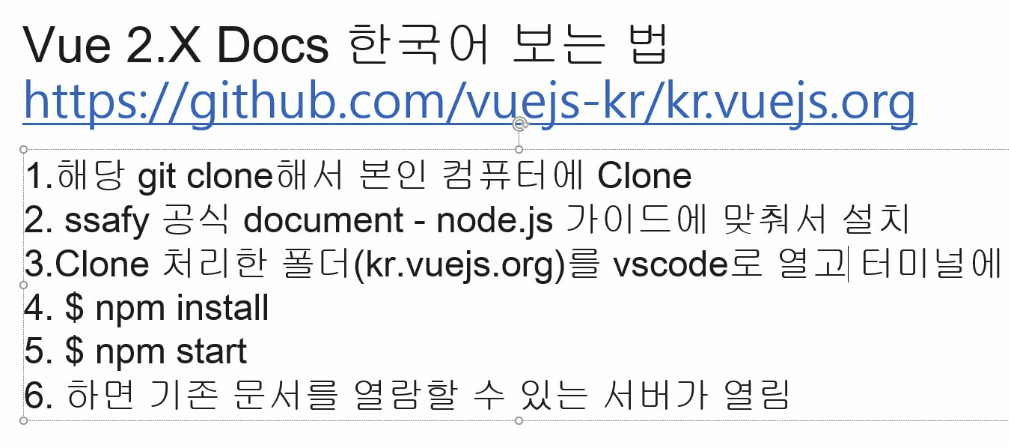 Vue 2.X Docs 한국어 보는 법
https://github.com/vuejs-kr/kr.vuejs.org
1.해당 git clone해서 본인 컴퓨터에 Clone
2. ssafy 공식 document - node.js 가이드에 맞춰서 설치
3.Clone 처리한 폴더(kr.vuejs.org)를 vscode로 열고 터미널에
4. $ npm install
5. $ npm start
6. 하면 기존 문서를 열람할 수 있는 서버가 열림